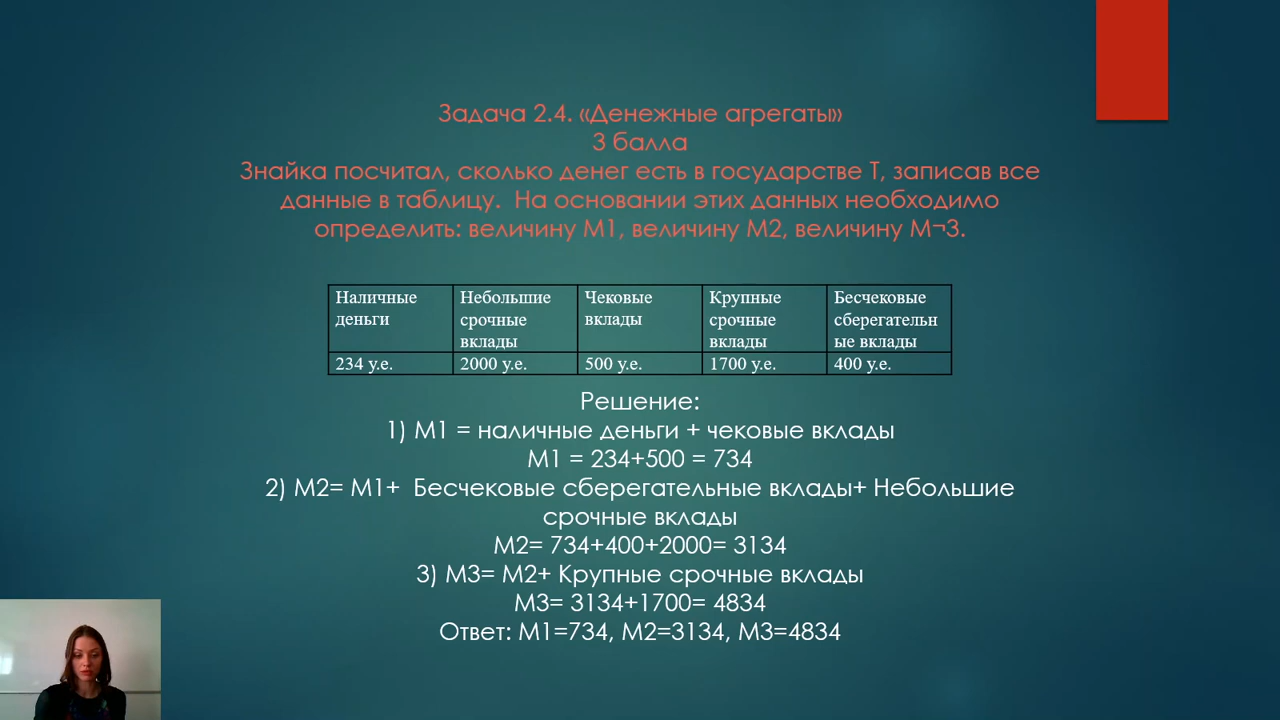 Задача 2.4. «Денежные агрегаты»
3 балла
Знайка посчитал, сколько денег есть в государстве Т, записав все
данные в таблицу. На основании этих данных необходимо
определить: величину М1, величину М2, величину М¬3.
Наличные деньги
Небольшие срочные вклады
Чековые вклады
Крупные срочные вклады
Бесчековые сберегательные вклады
234 у.е.
2000 у.е.
500 у.е.
1700 у.е.
400 у.е.
Решение:
1) М1 = наличные деньги + чековые вклады
М1 = 234+500 = 734
2) М2= М1+ Бесчековые сберегательные вклады+ Небольшие
срочные вклады
М2= 734+400+2000= 3134
3) М3= М2+ Крупные срочные вклады
М3= 3134+1700= 4834
Ответ: М1=734, М2=3134, М3=4834